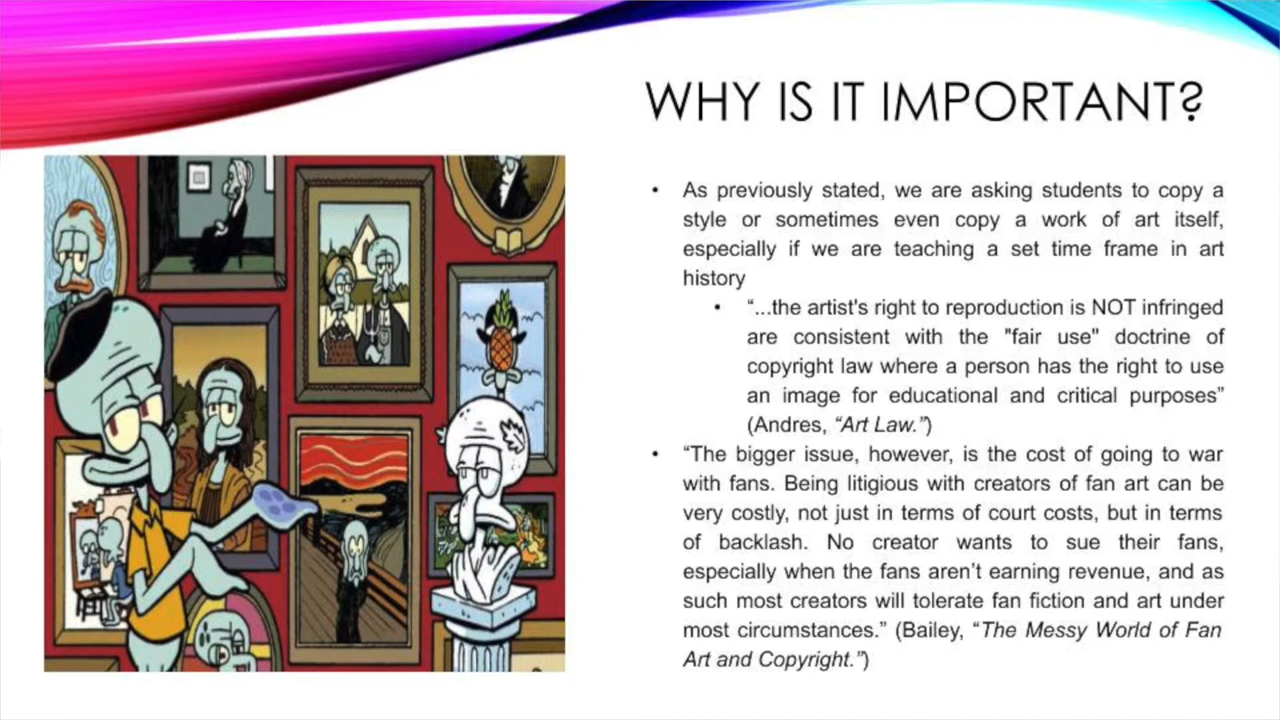 WHY IS IT IMPORTANT?
• As previously stated, we are asking students to copy a
style or sometimes even copy a work of art itself,
especially if we are teaching a set time frame in art
history
• “...the artist's right to reproduction is NOT infringed
are consistent with the "fair use" doctrine of
copyright law where a person has the right to use
an image for educational and critical purposes”
(Andres, “Art Law.”)
• “The bigger issue, however, is the cost of going to war
with fans. Being litigious with creators of fan art can be
very costly, not just in terms of court costs, but in terms
of backlash. No creator wants to sue their fans,
especially when the fans aren’t earning revenue, and as
such most creators will tolerate fan fiction and art under
most circumstances.” (Bailey, “The Messy World of Fan
Art and Copyright.”)